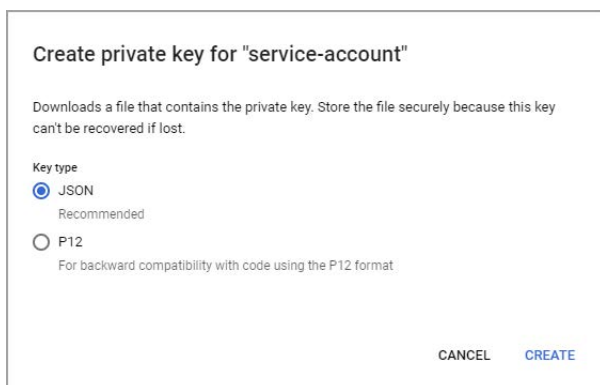 Create private key for "service-account"
Downloads a file that contains the private key. Store the file securely because this key
can't be recovered if lost.
Key type
JSON
Recommended
P12
For backward compatibility with code using the P12 format
CANCEL CREATE